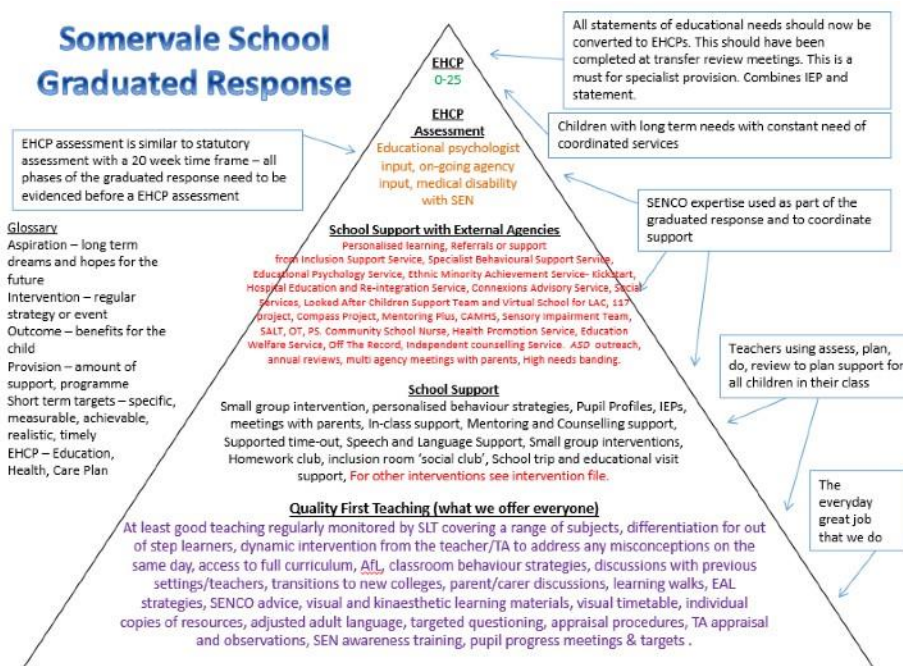 Somervale School
Graduated Response
EHCP
0-25
EHCP
Assessment
Educational psychologist
input, on-going agency
input, medical disability
with SEN
School Support with External Agencies
Personalised learning, Referrals or support
from Inclusion Support Service, Specialist Behavioural Support Service,
Educational Psychology Service, Ethnic Minority Achievement Service- Kickstart,
Hospital Education and Re-integration Service, Connexions Advisory Service, Social
Services, Looked After Children Support Team and Virtual School for LAC, 117
project, Compass Project, Mentoring Plus, CAMHS, Sensory Impairment Team,
SALT, OT, PS. Community School Nurse, Health Promotion Service, Education
Welfare Service, Off The Record, Independent counselling Service. ASD outreach,
annual reviews, multi agency meetings with parents, High needs banding.
School Support
Small group intervention, personalised behaviour strategies, Pupil Profiles, IEPs,
meetings with parents, In-class support, Mentoring and Counselling support,
Supported time-out, Speech and Language Support, Small group interventions,
Homework club, inclusion room ‘social club’, School trip and educational visit
support, For other interventions see intervention file.
Quality First Teaching (what we offer everyone)
At least good teaching regularly monitored by SLT covering a range of subjects, differentiation for out
of step learners, dynamic intervention from the teacher/TA to address any misconceptions on the
same day, access to full curriculum, AfL, classroom behaviour strategies, discussions with previous
settings/teachers, transitions to new colleges, parent/carer discussions, learning walks, EAL
strategies, SENCO advice, visual and kinaesthetic learning materials, visual timetable, individual
copies of resources, adjusted adult language, targeted questioning, appraisal procedures, TA appraisal
and observations, SEN awareness training, pupil progress meetings & targets .
EHCP assessment is similar to statutory
assessment with a 20 week time frame – all
phases of the graduated response need to be
evidenced before a EHCP assessment
Glossary
Aspiration – long term
dreams and hopes for the
future
Intervention – regular
strategy or event
Outcome – benefits for the
child
Provision – amount of
support, programme
Short term targets – specific,
measurable, achievable,
realistic, timely
EHCP – Education,
Health, Care Plan
All statements of educational needs should now be
converted to EHCPs. This should have been
completed at transfer review meetings. This is a
must for specialist provision. Combines IEP and
statement.
Children with long term needs with constant need of
coordinated services
SENCO expertise used as part of the
graduated response and to coordinate
support
Teachers using assess, plan,
do, review to plan support for
all children in their class
The
everyday
great job
that we do